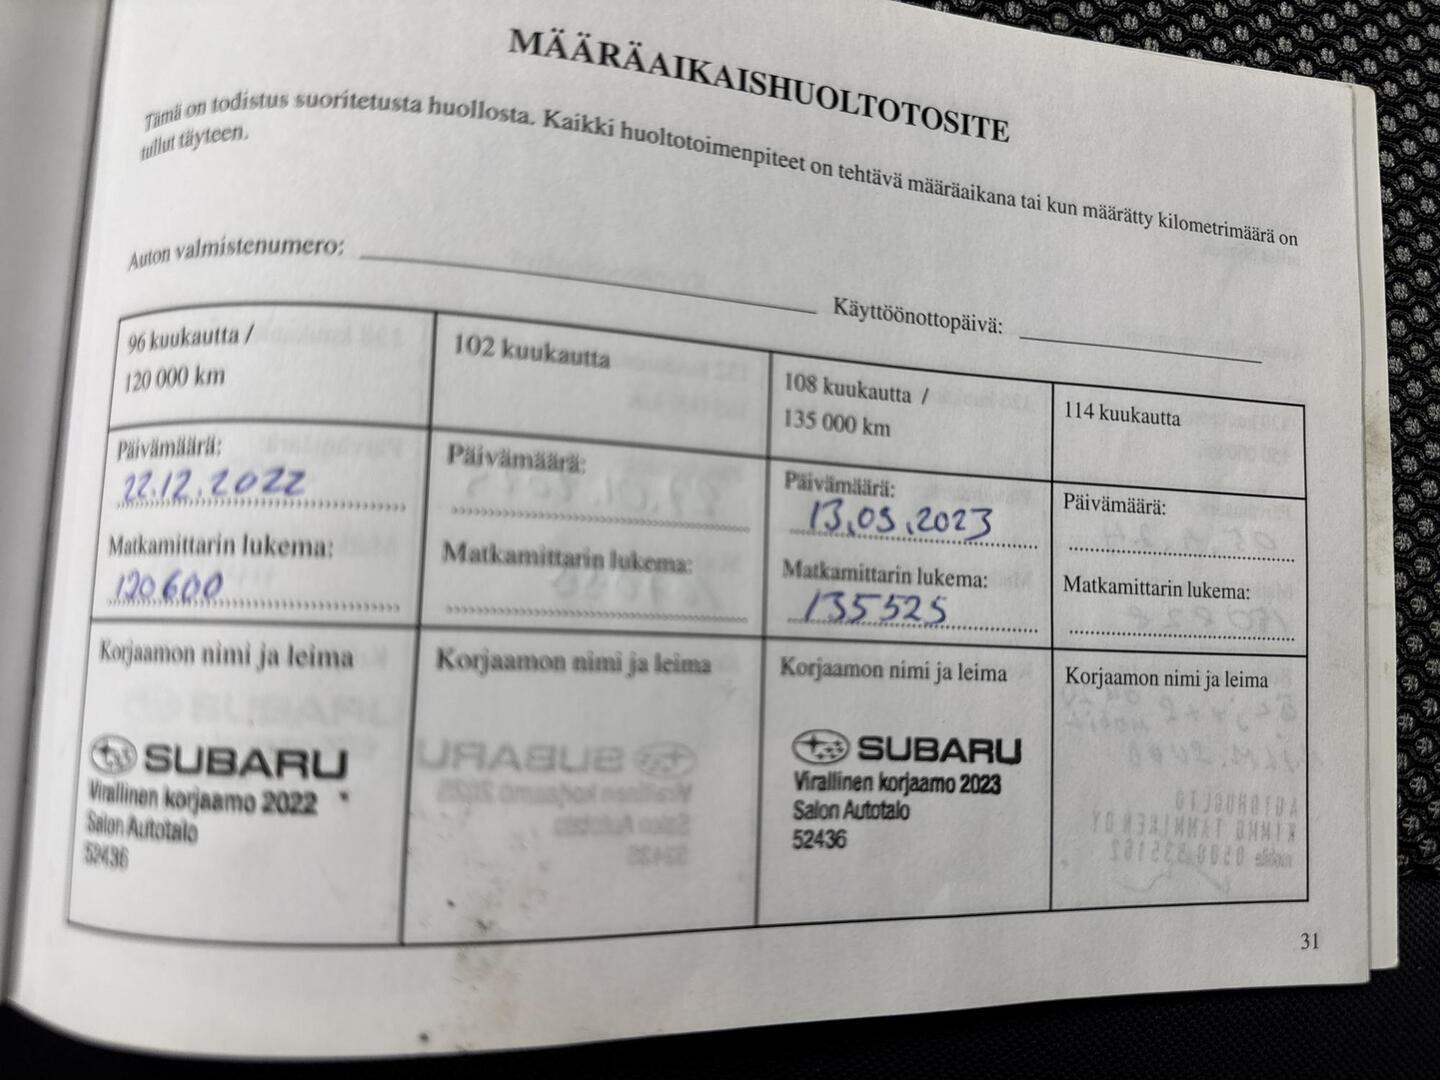 MÄÄRÄAIKAISHUOLTOTOSITE
Tämä on todistus suoritetusta huollosta. Kaikki huoltotoimenpiteet on tehtävä määräaikana tai kun määrätty kilometrimäärä on
tullut täyteen.
Auton valmistenumero:
Käyttöönottopäivä:
96 kuukautta /
120 000 km
Päivämäärä:
22.12.2022
Matkamittarin lukema:
120600
Korjaamon nimi ja leima
SUBARU
Virallinen korjaamo 2022
Salon Autotalo
52436
102 kuukautta
Päivämäärä:
Matkamittarin lukema:
Korjaamon nimi ja leima
108 kuukautta /
135 000 km
Päivämäärä:
13.09.2023
Matkamittarin lukema:
135525
Korjaamon nimi ja leima
SUBARU
Virallinen korjaamo 2023
Salon Autotalo
52436
114 kuukautta
Päivämäärä:
Matkamittarin lukema:
Korjaamon nimi ja leima
31